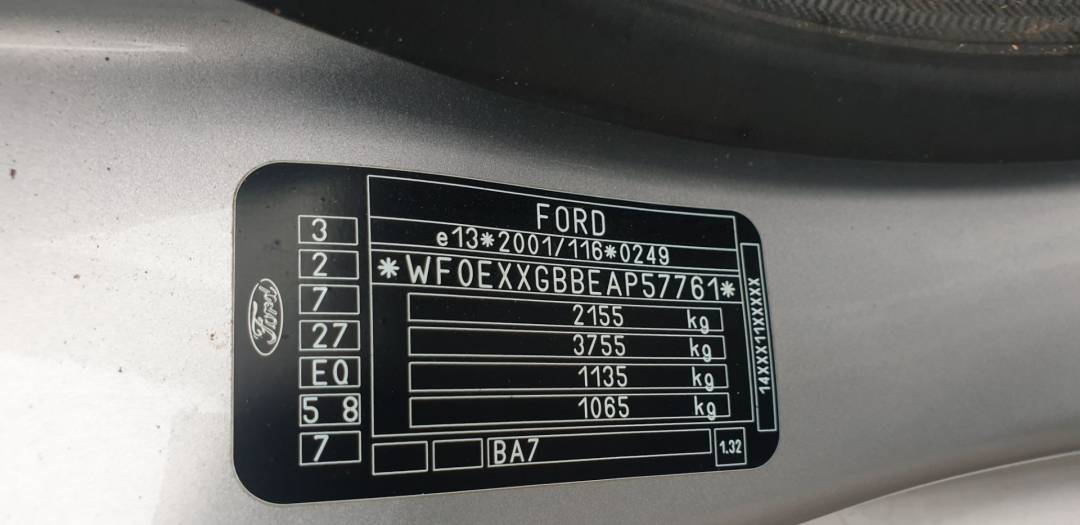 FORD
e13*2001/116*0249
*WF0EXXGBBEAP57761*
2155 kg
3755 kg
1135 kg
1065 kg
BA7
1.32
3
2
7
27
EQ
5 8
7
Ford
14XXX11XXXXX